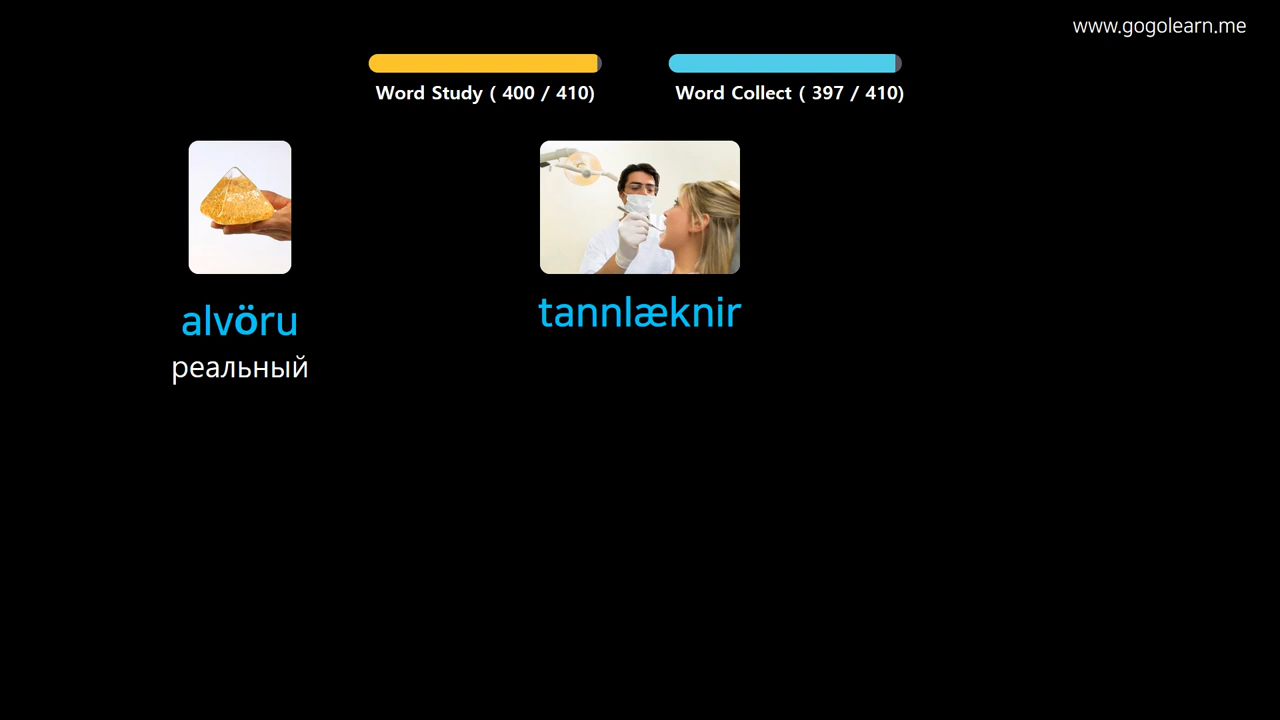 www.gogolearn.me
Word Study ( 400 / 410)
Word Collect ( 397 / 410)
alvöru
реальный
tannlæknir